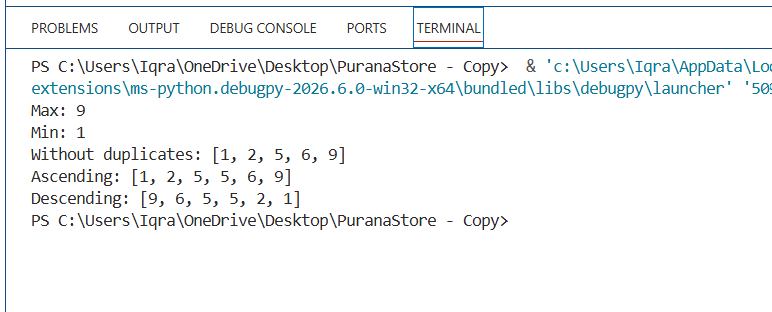 PROBLEMS OUTPUT DEBUG CONSOLE PORTS TERMINAL
PS C:\Users\Iqra\OneDrive\Desktop\PuranaStore - Copy>  & 'c:\Users\Iqra\AppData\Loc
extensions\ms-python.debugpy-2026.6.0-win32-x64\bundled\libs\debugpy\launcher' '509
Max: 9
Min: 1
Without duplicates: [1, 2, 5, 6, 9]
Ascending: [1, 2, 5, 5, 6, 9]
Descending: [9, 6, 5, 5, 2, 1]
PS C:\Users\Iqra\OneDrive\Desktop\PuranaStore - Copy>